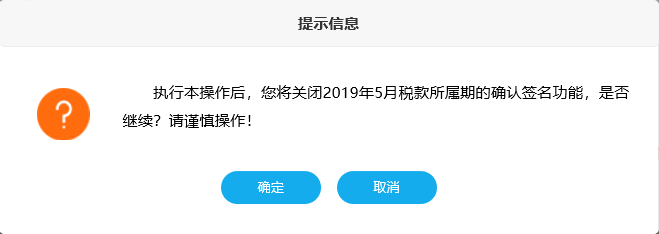 提示信息
执行本操作后，您将关闭2019年5月税款所属期的确认签名功能，是否
继续？请谨慎操作！
确定
取消